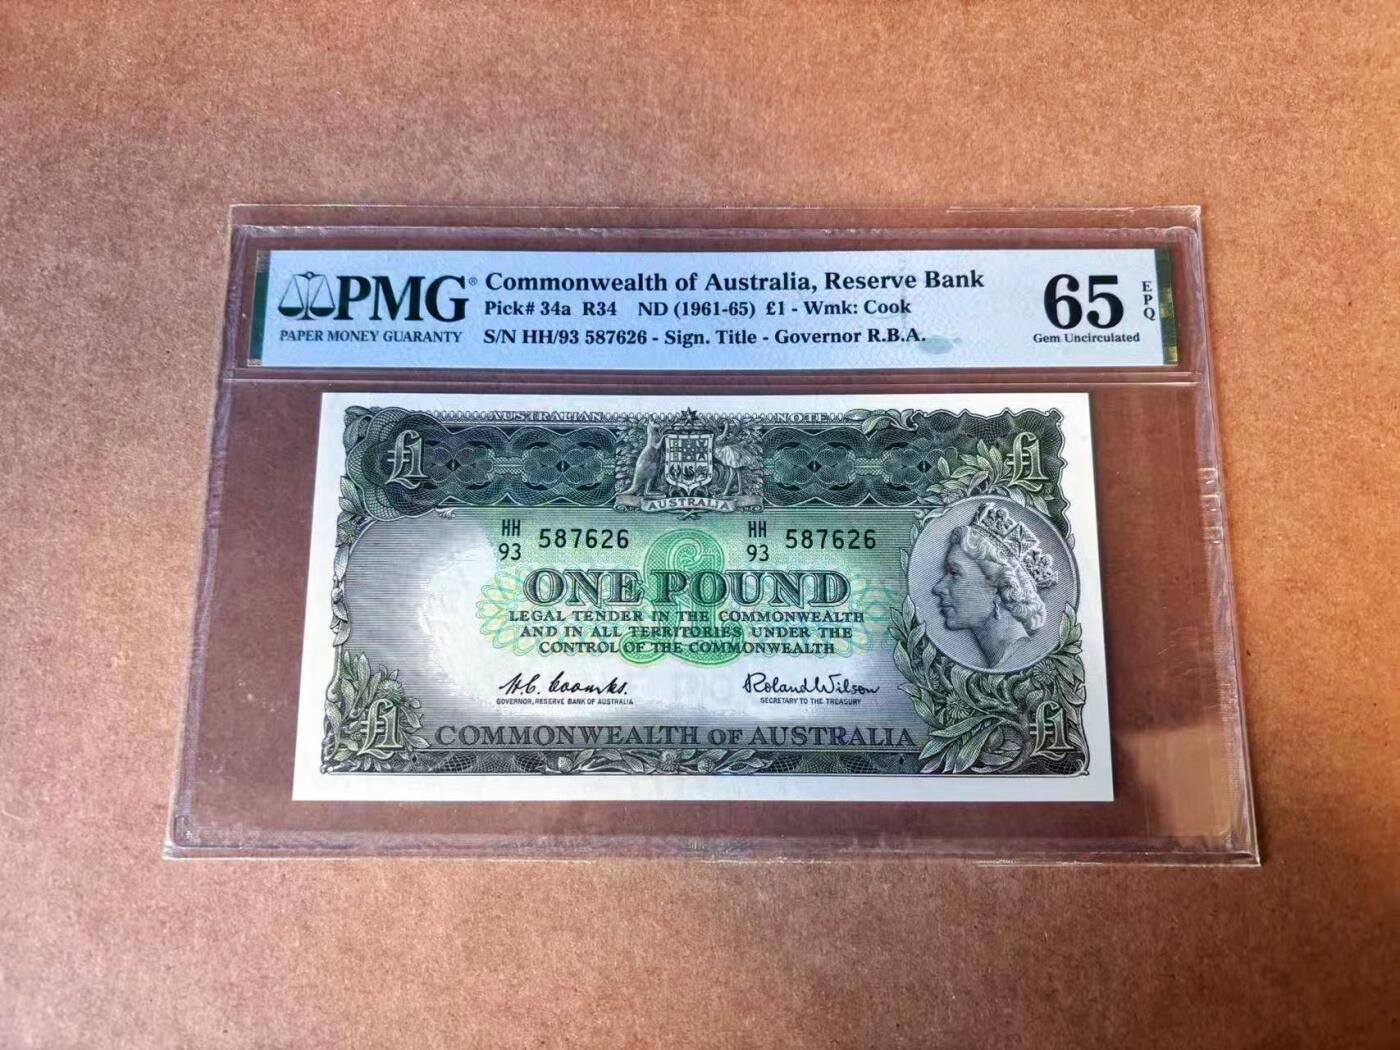 PMG®
PAPER MONEY GUARANTY
Commonwealth of Australia, Reserve Bank
Pick# 34a R34 ND (1961-65) £1 - Wmk: Cook
S/N HH/93 587626 - Sign. Title - Governor R.B.A.
65 EPQ
Gem Uncirculated
AUSTRALIAN NOTE
£1 £1
AUSTRALIA
HH 93 587626 HH 93 587626
ONE POUND
LEGAL TENDER IN THE COMMONWEALTH
AND IN ALL TERRITORIES UNDER THE
CONTROL OF THE COMMONWEALTH
H.C. Coombs. Roland Wilson
GOVERNOR, RESERVE BANK OF AUSTRALIA SECRETARY TO THE TREASURY
£1 £1
COMMONWEALTH OF AUSTRALIA